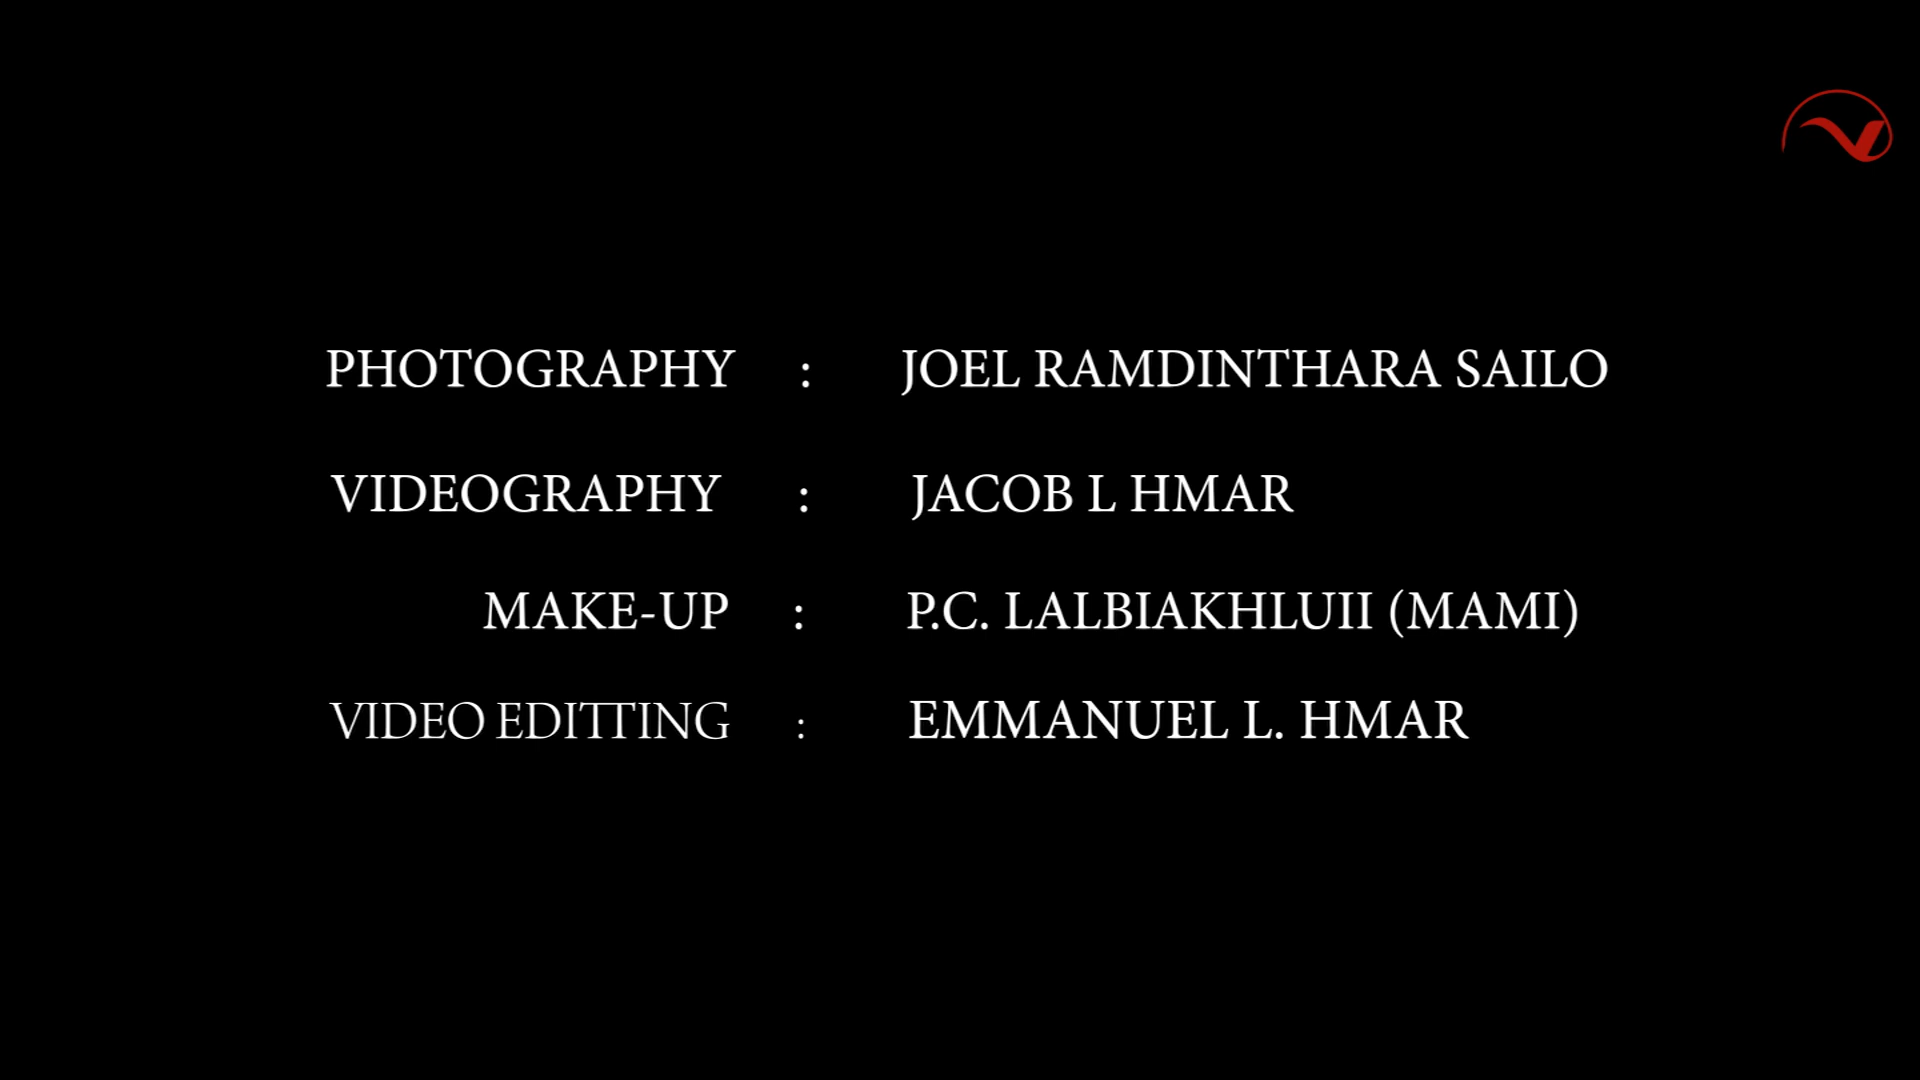 PHOTOGRAPHY : JOEL RAMDINTHARA SAILO
VIDEOGRAPHY : JACOB L HMAR
MAKE-UP : P.C. LALBIAKHLUII (MAMI)
VIDEO EDITTING : EMMANUEL L. HMAR